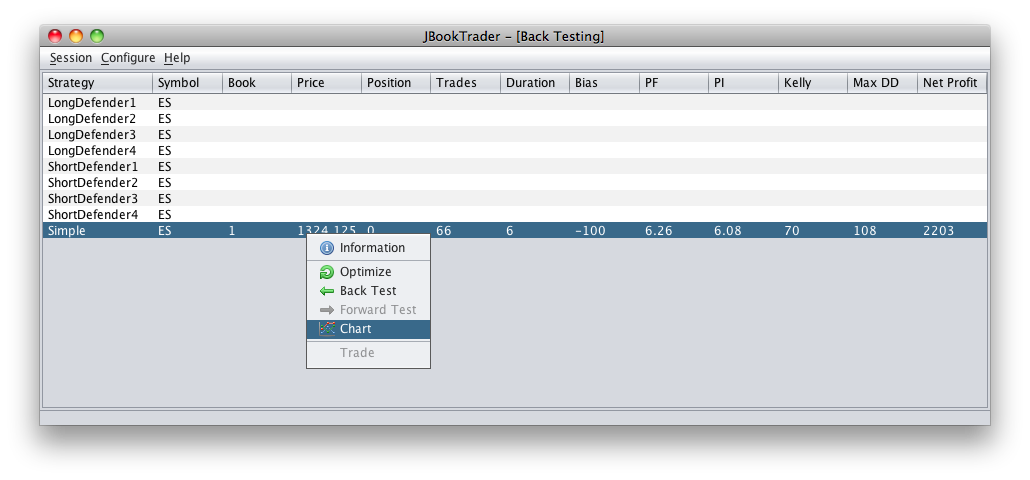 JBookTrader - [Back Testing]
Session Configure Help
Strategy Symbol Book Price Position Trades Duration Bias PF PI Kelly Max DD Net Profit
LongDefender1 ES
LongDefender2 ES
LongDefender3 ES
LongDefender4 ES
ShortDefender1 ES
ShortDefender2 ES
ShortDefender3 ES
ShortDefender4 ES
Simple ES 1 1324.125 0 66 6 -100 6.26 6.08 70 108 2203
Information
Optimize
Back Test
Forward Test
Chart
Trade